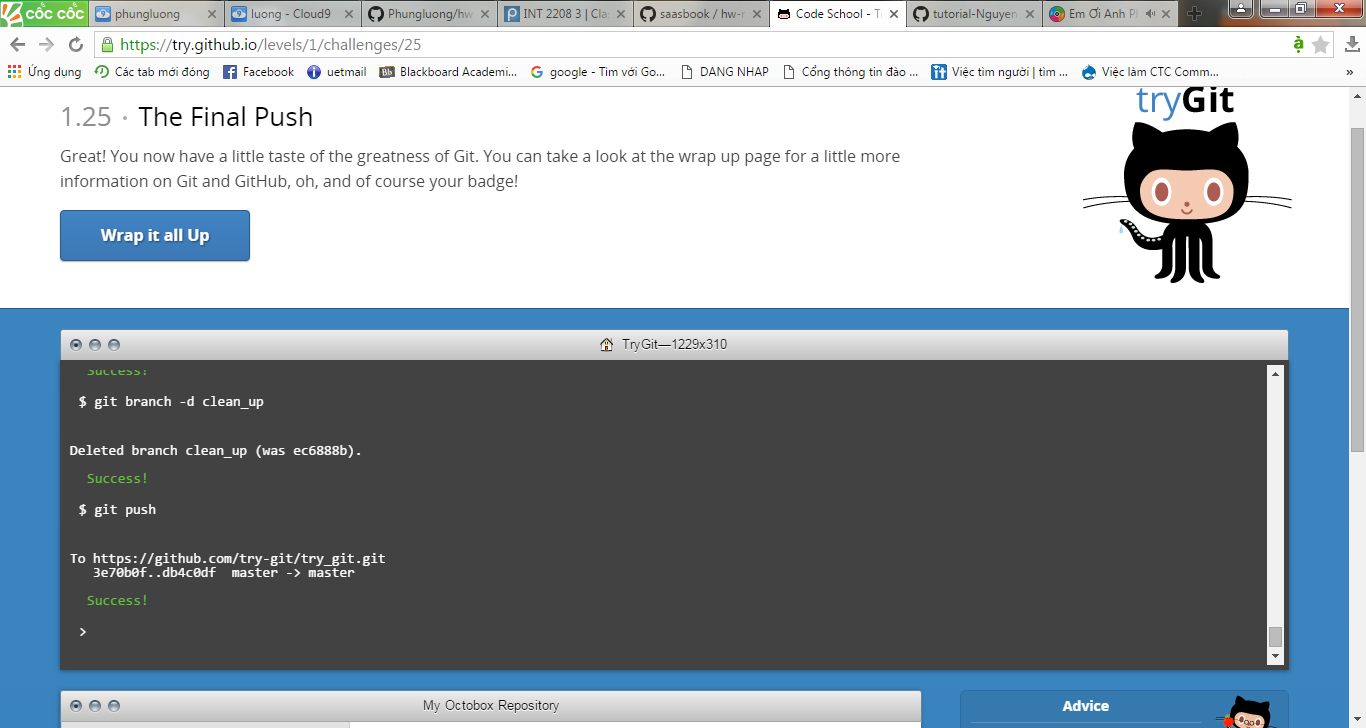 cốc cốc
phungluong
luong - Cloud9
Phungluong/hw
INT 2208 3 | Cla
saasbook / hw-r
Code School - T
tutorial-Nguyen
Em Ơi Anh P
https://try.github.io/levels/1/challenges/25
Ứng dụng
Các tab mới đóng
Facebook
uetmail
Bb
Blackboard Academi...
google - Tìm với Go...
DANG NHAP
Cổng thông tin đào ...
Việc tìm người | tìm ...
Việc làm CTC Comm...
»
tryGit
1.25 · The Final Push
Great! You now have a little taste of the greatness of Git. You can take a look at the wrap up page for a little more
information on Git and GitHub, oh, and of course your badge!
Wrap it all Up
TryGit—1229x310
Success!
$ git branch -d clean_up
Deleted branch clean_up (was ec6888b).
Success!
$ git push
To https://github.com/try-git/try_git.git
3e70b0f..db4c0df master -> master
Success!
>
My Octobox Repository
Advice